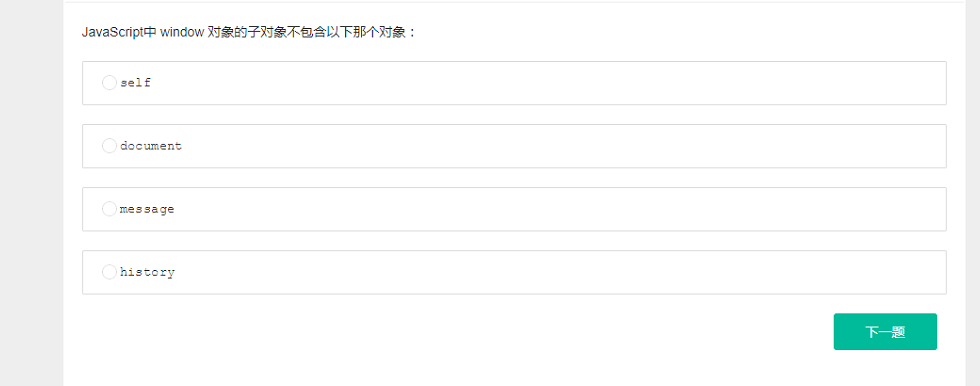 JavaScript中 window 对象的子对象不包含以下那个对象：
self
document
message
history
下一题